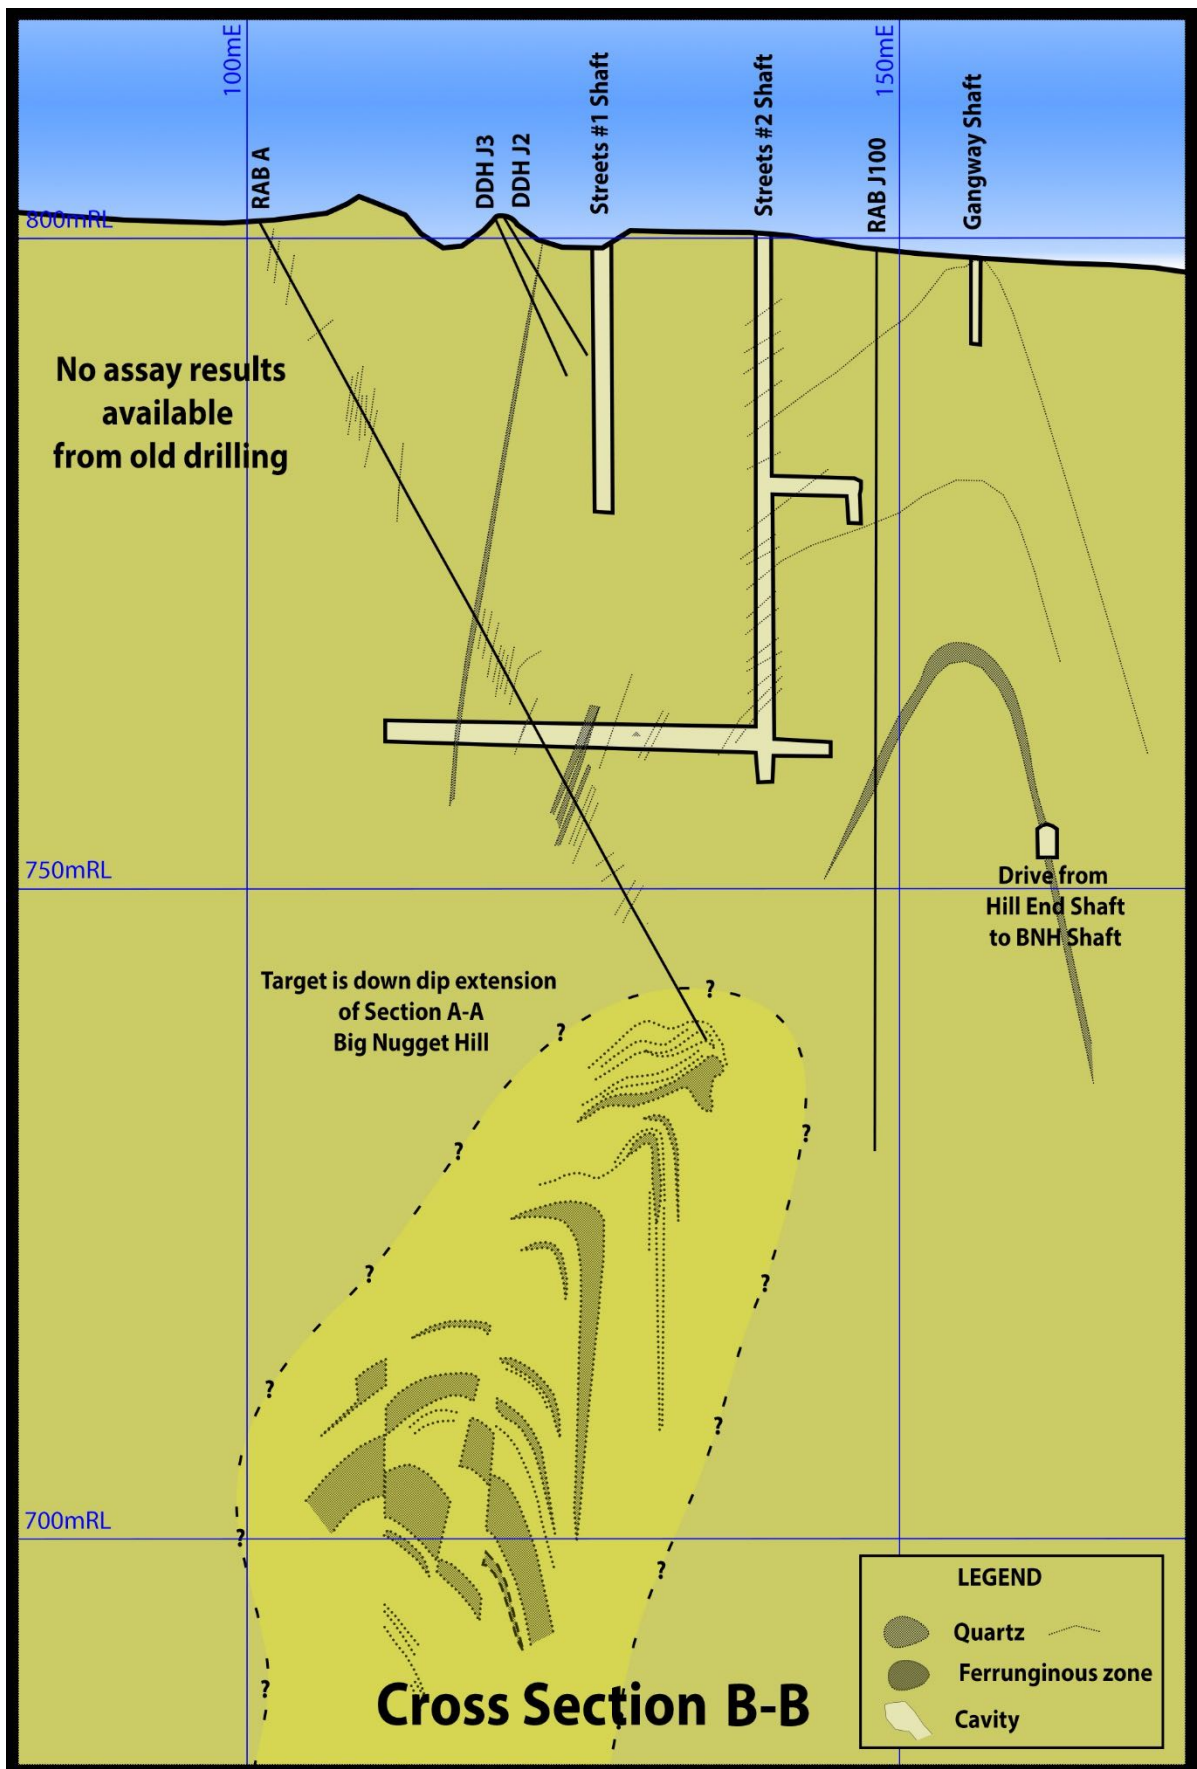 100mE
150mE
RAB A
DDH J3
DDH J2
Streets #1 Shaft
Streets #2 Shaft
RAB J100
Gangway Shaft
800mRL
No assay results
available
from old drilling
750mRL
Drive from
Hill End Shaft
to BNH Shaft
Target is down dip extension
of Section A-A
Big Nugget Hill
?
?
?
?
?
?
?
?
?
?
?
700mRL
LEGEND
Quartz
Ferrunginous zone
Cavity
Cross Section B-B